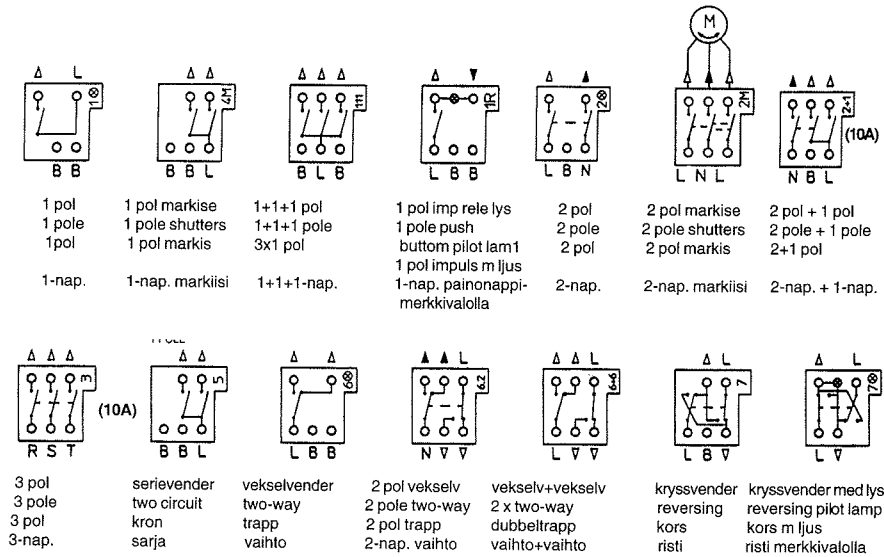 M
L
1⊗
4M
111
1R
2⊗
2M
2+1
(10A)
B B
B B L
B L B
L B B
L B N
L N L
N B L
1 pol
1 pole
1pol
1-nap.
1 pol markise
1 pole shutters
1 pol markis
1-nap. markiisi
1+1+1 pol
1+1+1 pole
3x1 pol
1+1+1-nap.
1 pol imp rele lys
1 pole push
buttom pilot lam1
1 pol impuls m ljus
1-nap. painonappi-
merkkivalolla
2 pol
2 pole
2 pol
2-nap.
2 pol markise
2 pole shutters
2 pol markis
2-nap. markiisi
2 pol + 1 pol
2 pole + 1 pole
2+1 pol
2-nap. + 1-nap.
3
(10A)
5
6⊗
L
6.2
L
6+6
L
7
L
7⊗
R S T
B B L
L B B
N
L
L B
L
3 pol
3 pole
3 pol
3-nap.
serievender
two circuit
kron
sarja
vekselvender
two-way
trapp
vaihto
2 pol vekselv
2 pole two-way
2 pol trapp
2-nap. vaihto
vekselv+vekselv
2 x two-way
dubbeltrapp
vaihto+vaihto
kryssvender
reversing
kors
risti
kryssvender med lys
reversing pilot lamp
kors m ljus
risti merkkivalolla